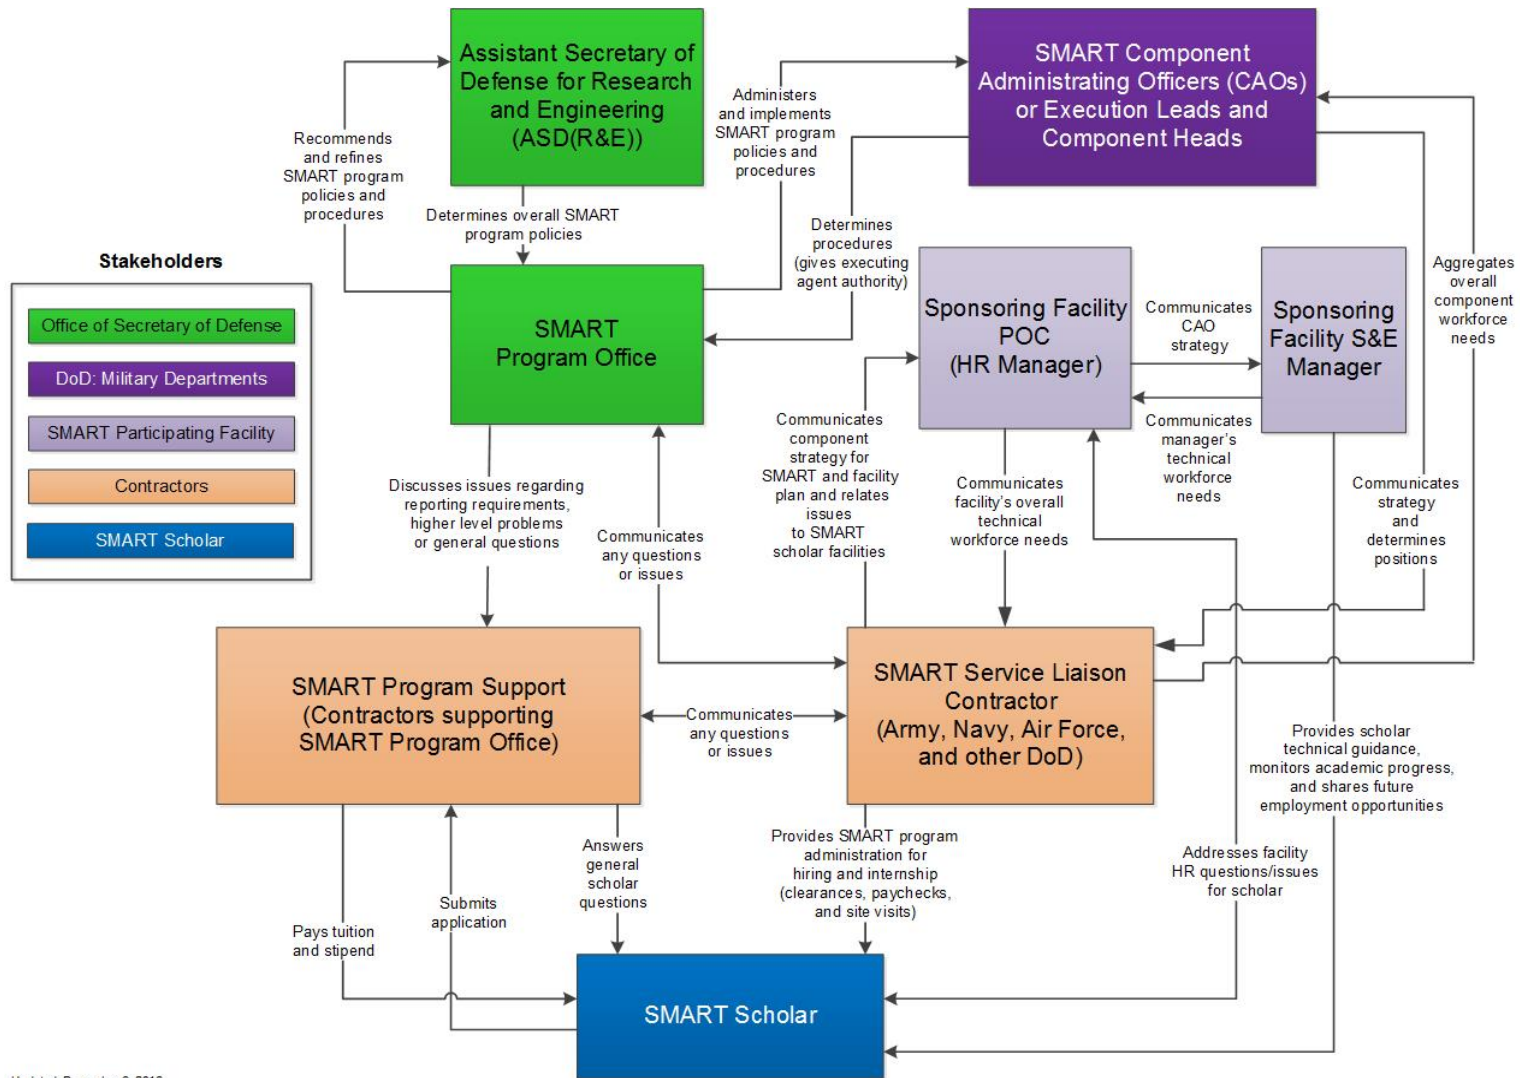 Assistant Secretary of
Defense for Research
and Engineering
(ASD(R&E))
SMART Component
Administrating Officers (CAOs)
or Execution Leads and
Component Heads
Recommends
and refines
SMART program
policies and
procedures
Administers
and implements
SMART program
policies and
procedures
Determines overall SMART
program policies
Determines
procedures
(gives executing
agent authority)
Stakeholders
Office of Secretary of Defense
DoD: Military Departments
SMART Participating Facility
Contractors
SMART Scholar
SMART
Program Office
Sponsoring Facility
POC
(HR Manager)
Communicates
CAO
strategy
Sponsoring
Facility S&E
Manager
Aggregates
overall
component
workforce
needs
Communicates
manager's
technical
workforce
needs
Communicates
component
strategy for
SMART and facility
plan and relates
issues
to SMART
scholar facilities
Communicates
facility's overall
technical
workforce needs
Communicates
strategy
and
determines
positions
Discusses issues regarding
reporting requirements,
higher level problems
or general questions
Communicates
any questions
or issues
SMART Program Support
(Contractors supporting
SMART Program Office)
Communicates
any questions
or issues
SMART Service Liaison
Contractor
(Army, Navy, Air Force,
and other DoD)
Provides scholar
technical guidance,
monitors academic progress,
and shares future
employment opportunities
Pays tuition
and stipend
Submits
application
Answers
general
scholar
questions
Provides SMART program
administration for
hiring and internship
(clearances, paychecks,
and site visits)
Addresses facility
HR questions/issues
for scholar
SMART Scholar